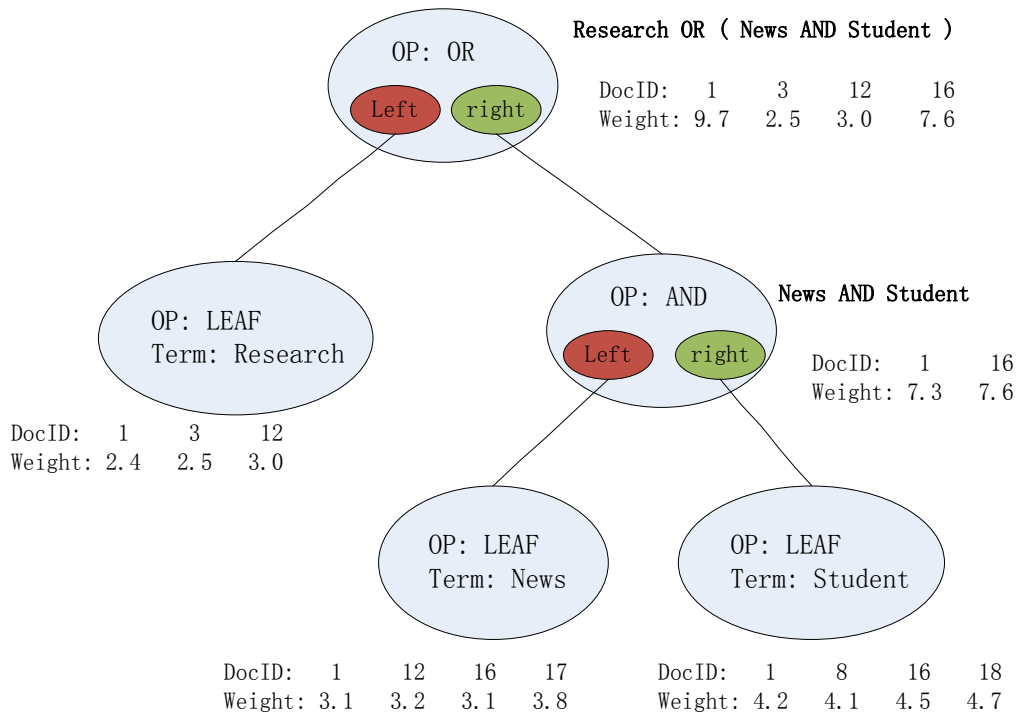 Research OR ( News AND Student )
OP: OR
Left
right
DocID: 1 3 12 16
Weight: 9.7 2.5 3.0 7.6
OP: LEAF
Term: Research
DocID: 1 3 12
Weight: 2.4 2.5 3.0
OP: AND
Left
right
News AND Student
DocID: 1 16
Weight: 7.3 7.6
OP: LEAF
Term: News
DocID: 1 12 16 17
Weight: 3.1 3.2 3.1 3.8
OP: LEAF
Term: Student
DocID: 1 8 16 18
Weight: 4.2 4.1 4.5 4.7